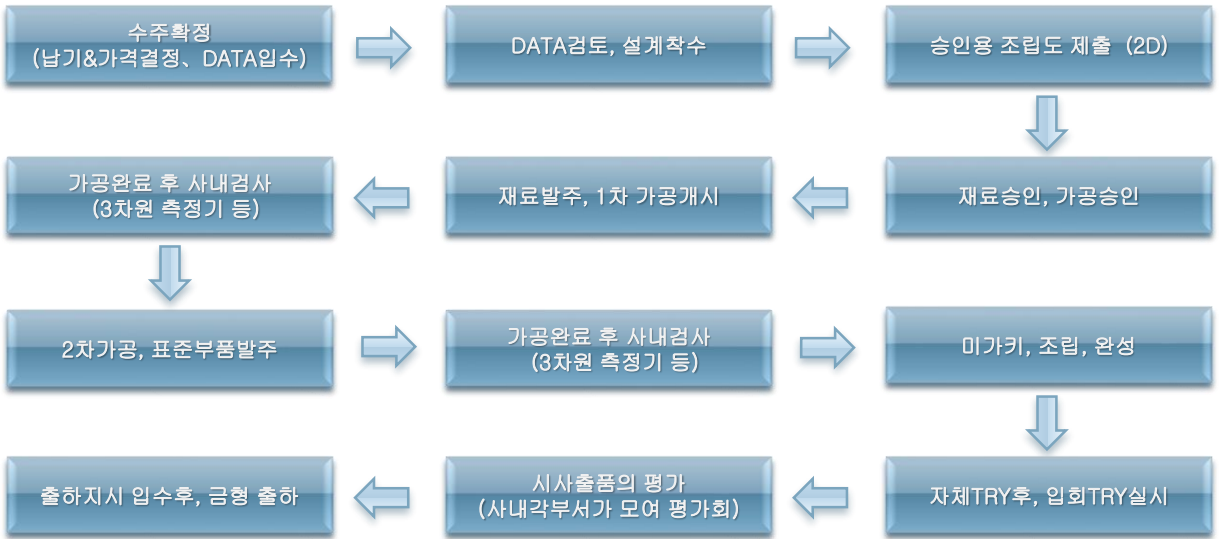 수주확정
(납기&가격결정、DATA입수)
DATA검토, 설계착수
승인용 조립도 제출 (2D)
재료승인, 가공승인
재료발주, 1차 가공개시
가공완료 후 사내검사
(3차원 측정기 등)
2차가공, 표준부품발주
가공완료 후 사내검사
(3차원 측정기 등)
미가키, 조립, 완성
자체TRY후, 입회TRY실시
시사출품의 평가
(사내각부서가 모여 평가회)
출하지시 입수후, 금형 출하